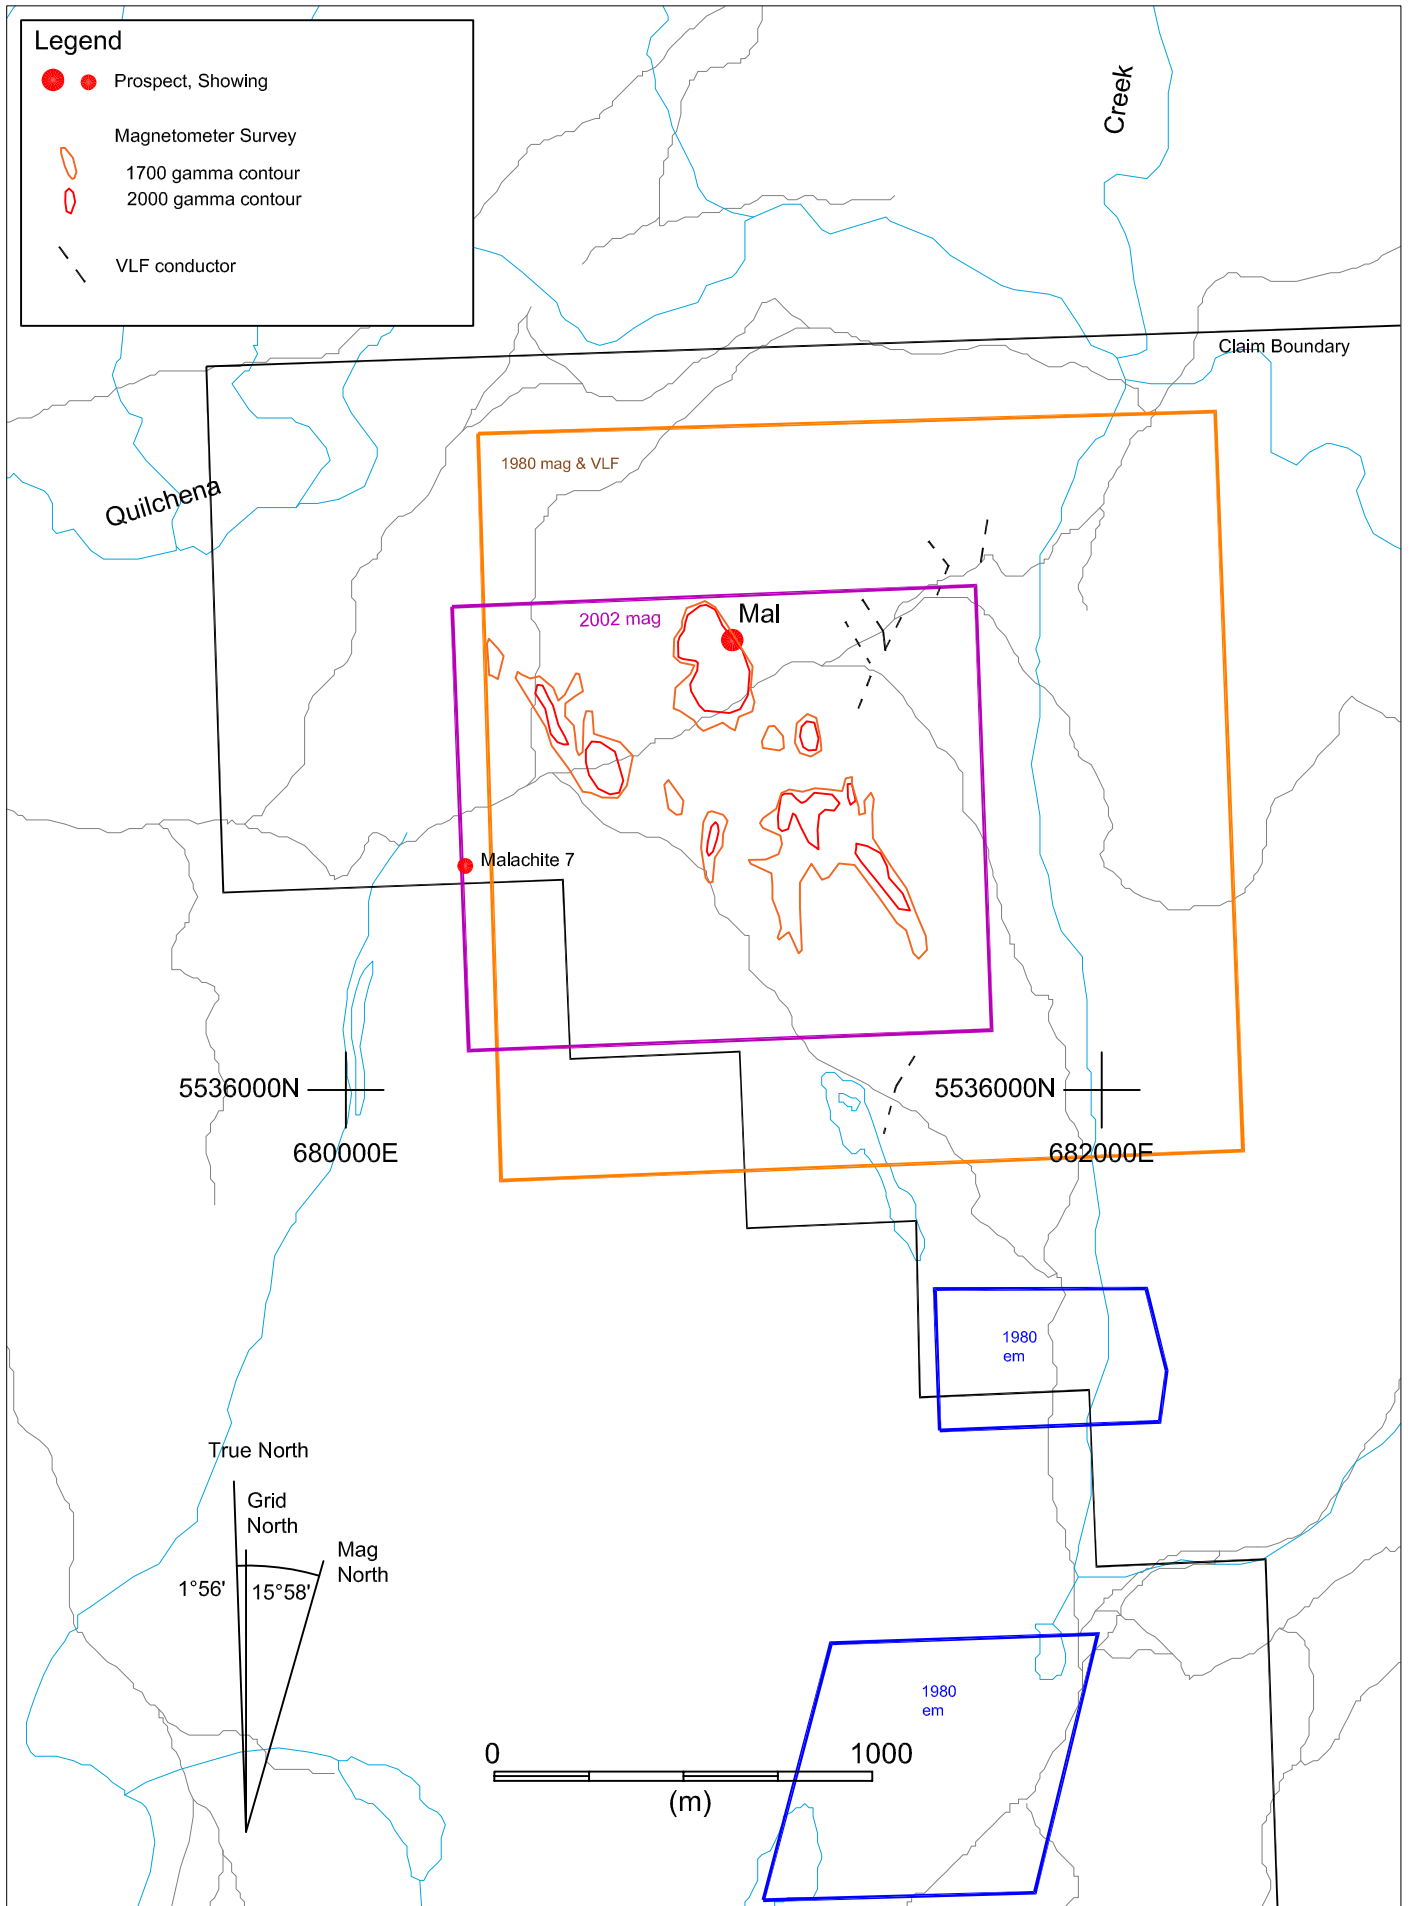 Legend
Prospect, Showing
Magnetometer Survey
1700 gamma contour
2000 gamma contour
VLF conductor
Creek
Claim Boundary
1980 mag & VLF
Quilchena
2002 mag
Mal
Malachite 7
5536000N
680000E
5536000N
682000E
1980
em
True North
Grid
North
Mag
North
1°56'
15°58'
1980
em
0
1000
(m)